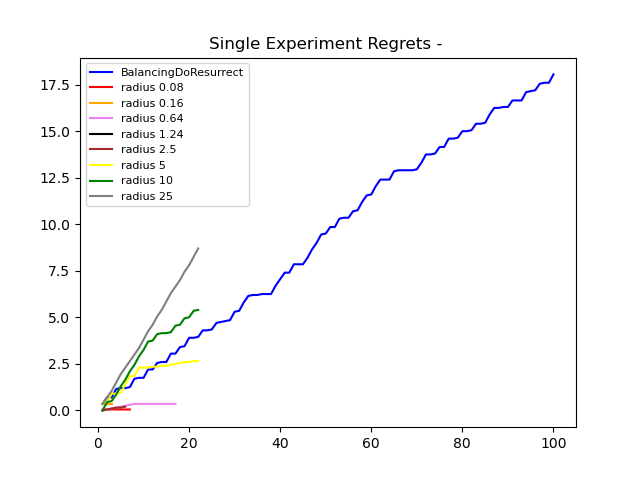 Single Experiment Regrets -
BalancingDoResurrect
radius 0.08
radius 0.16
radius 0.64
radius 1.24
radius 2.5
radius 5
radius 10
radius 25
17.5
15.0
12.5
10.0
7.5
5.0
2.5
0.0
0 20 40 60 80 100